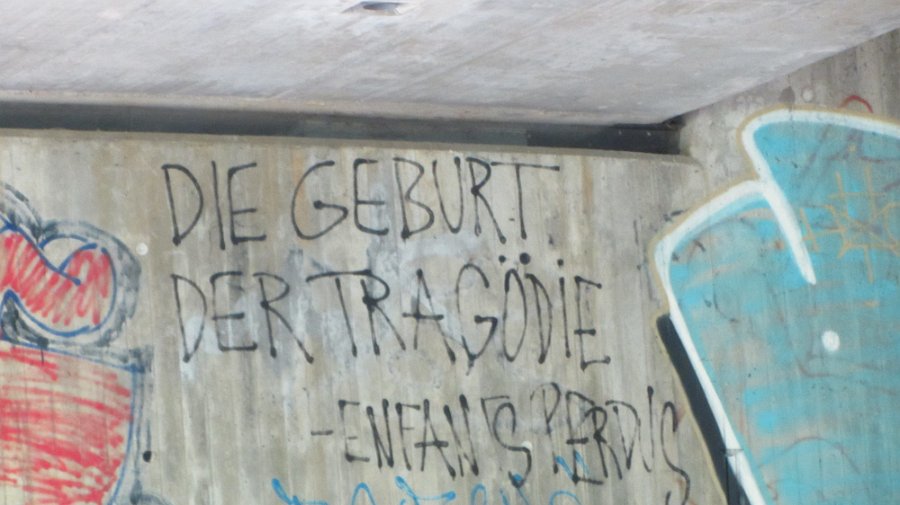 DIE GEBURT
DER TRAGÖDIE
-ENFANTS PERDUS